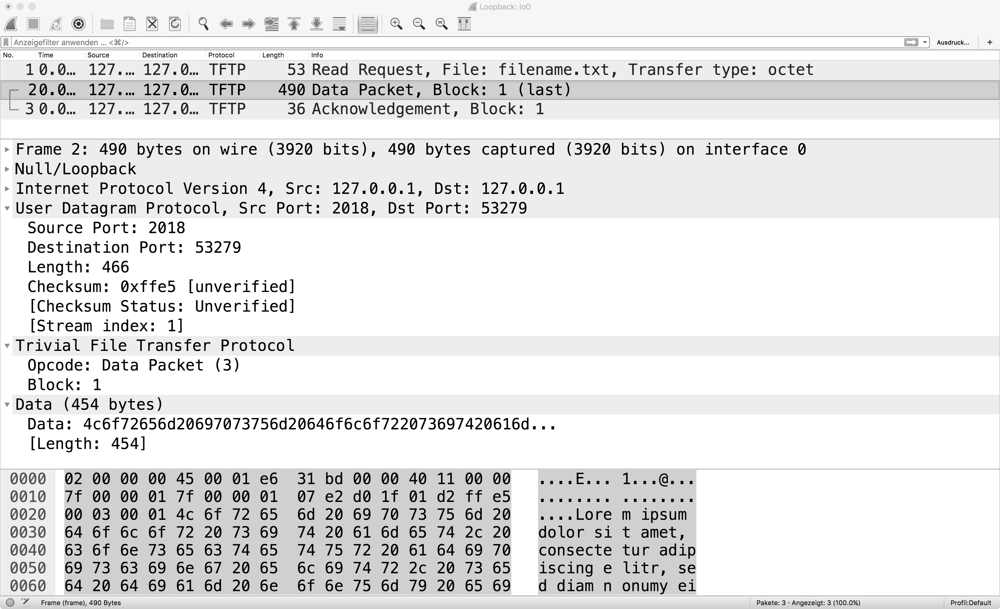 Loopback: lo0
Anzeigefilter anwenden ... <⌘/>
Ausdruck...
+
No. Time Source Destination Protocol Length Info
1 0.0… 127.… 127.0… TFTP 53 Read Request, File: filename.txt, Transfer type: octet
2 0.0… 127.… 127.0… TFTP 490 Data Packet, Block: 1 (last)
3 0.0… 127.… 127.0… TFTP 36 Acknowledgement, Block: 1
Frame 2: 490 bytes on wire (3920 bits), 490 bytes captured (3920 bits) on interface 0
Null/Loopback
Internet Protocol Version 4, Src: 127.0.0.1, Dst: 127.0.0.1
User Datagram Protocol, Src Port: 2018, Dst Port: 53279
Source Port: 2018
Destination Port: 53279
Length: 466
Checksum: 0xffe5 [unverified]
[Checksum Status: Unverified]
[Stream index: 1]
Trivial File Transfer Protocol
Opcode: Data Packet (3)
Block: 1
Data (454 bytes)
Data: 4c6f72656d20697073756d20646f6c6f722073697420616d...
[Length: 454]
0000 02 00 00 00 45 00 01 e6 31 bd 00 00 40 11 00 00 ....E... 1...@...
0010 7f 00 00 01 7f 00 00 01 07 e2 d0 1f 01 d2 ff e5 ........ ........
0020 00 03 00 01 4c 6f 72 65 6d 20 69 70 73 75 6d 20 ....Lore m ipsum
0030 64 6f 6c 6f 72 20 73 69 74 20 61 6d 65 74 2c 20 dolor si t amet,
0040 63 6f 6e 73 65 63 74 65 74 75 72 20 61 64 69 70 consecte tur adip
0050 69 73 63 69 6e 67 20 65 6c 69 74 72 2c 20 73 65 iscing e litr, se
0060 64 20 64 69 61 6d 20 6e 6f 6e 75 6d 79 20 65 69 d diam n onumy ei
Frame (frame), 490 Bytes
Pakete: 3 · Angezeigt: 3 (100.0%)
Profil:Default